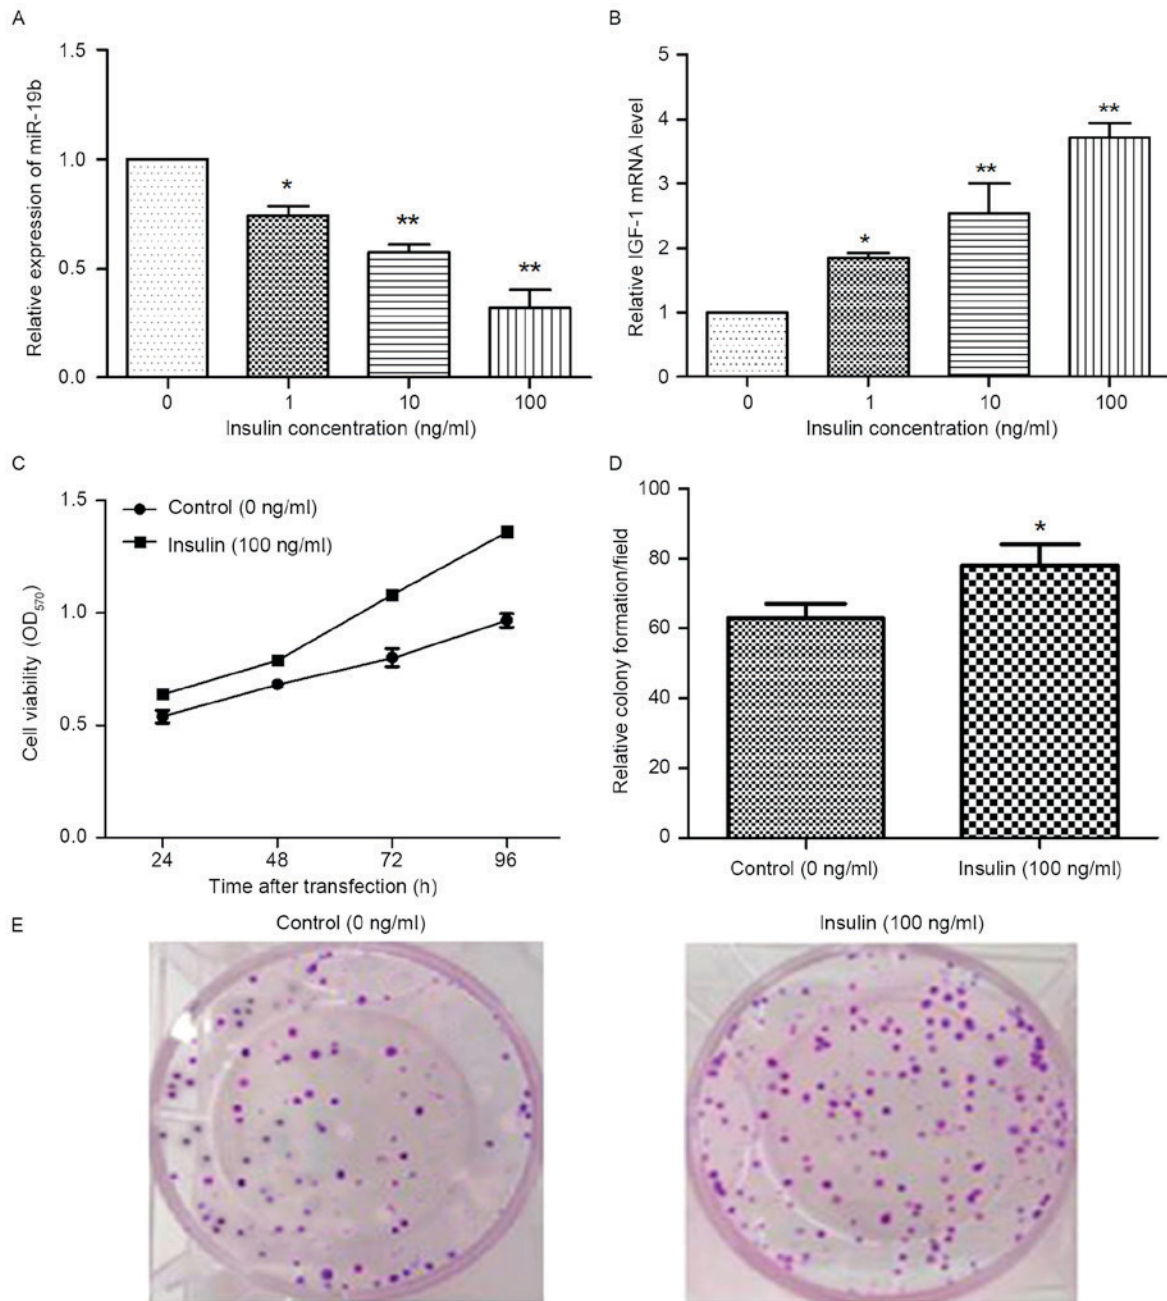 A
Relative expression of miR-19b
1.5
1.0
0.5
0.0
*
**
**
0
1
10
100
Insulin concentration (ng/ml)
B
Relative IGF-1 mRNA level
5
4
3
2
1
0
*
**
**
0
1
10
100
Insulin concentration (ng/ml)
C
Cell viability (OD570)
1.5
1.0
0.5
0.0
Control (0 ng/ml)
Insulin (100 ng/ml)
24
48
72
96
Time after transfection (h)
D
Relative colony formation/field
100
80
60
40
20
0
*
Control (0 ng/ml)
Insulin (100 ng/ml)
E
Control (0 ng/ml)
Insulin (100 ng/ml)